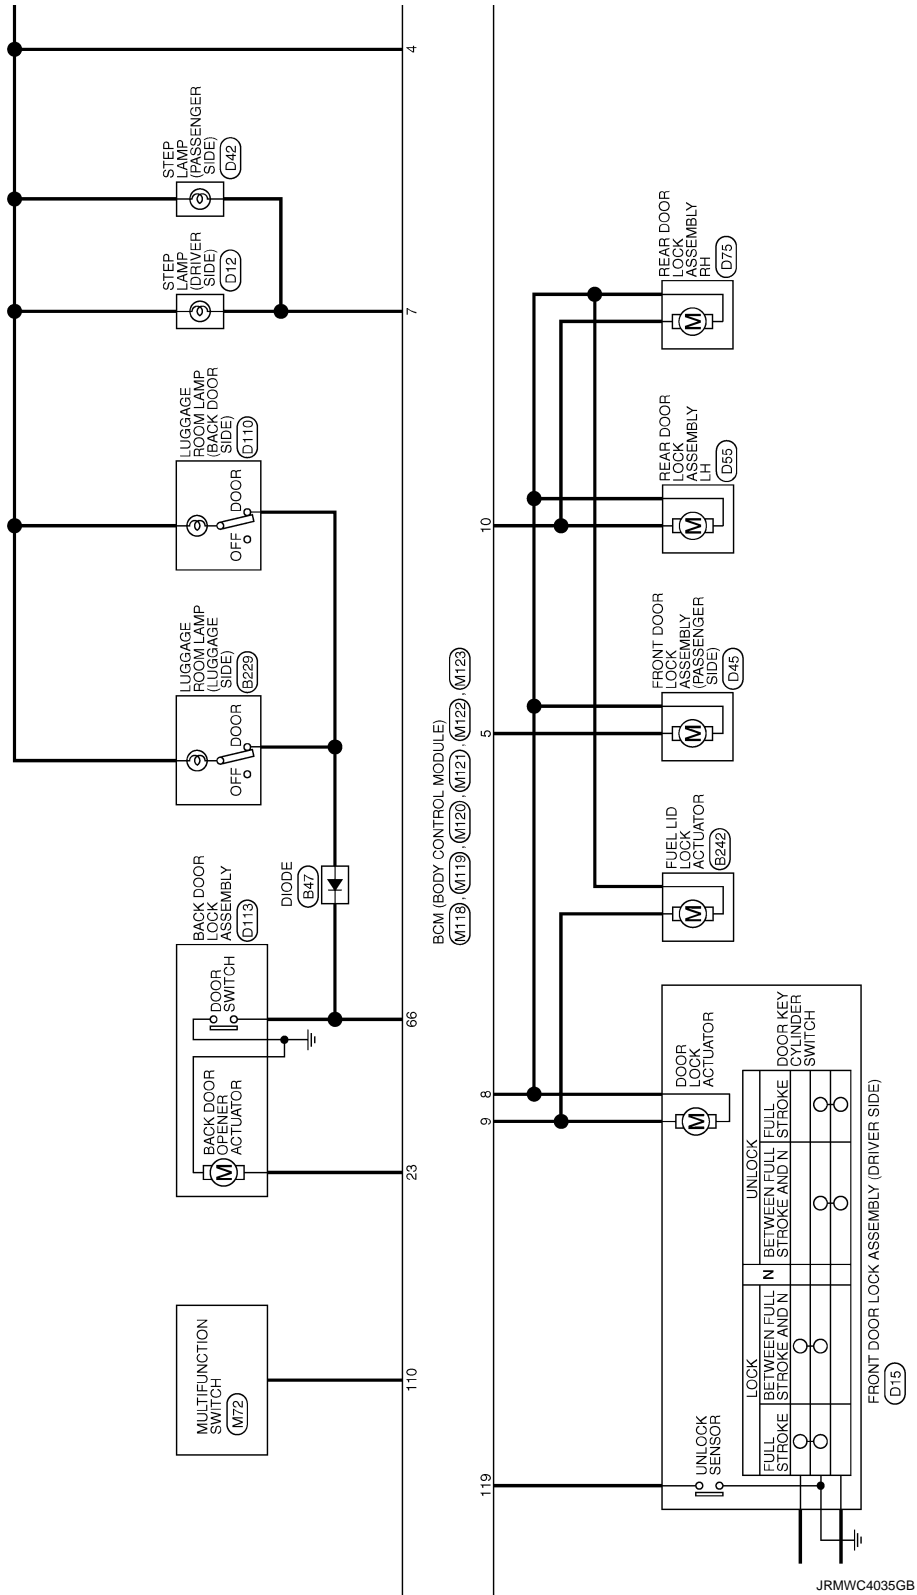 4
STEP
LAMP
(PASSENGER
SIDE)
D42
STEP
LAMP
(DRIVER
SIDE)
D12
7
LUGGAGE
ROOM LAMP
(BACK DOOR
SIDE)
D110
DOOR
OFF
LUGGAGE
ROOM LAMP
(LUGGAGE
SIDE)
B229
DOOR
OFF
DIODE
B47
BACK DOOR
LOCK
ASSEMBLY
D113
DOOR
SWITCH
66
BACK DOOR
OPENER
ACTUATOR
M
23
MULTIFUNCTION
SWITCH
M72
110
BCM (BODY CONTROL MODULE)
M118 , M119 , M120 , M121 , M122 , M123
REAR DOOR
LOCK
ASSEMBLY
RH
D75
M
REAR DOOR
LOCK
ASSEMBLY
LH
D55
M
10
FRONT DOOR
LOCK
ASSEMBLY
(PASSENGER
SIDE)
D45
M
5
FUEL LID
LOCK
ACTUATOR
B242
M
8
9
DOOR
LOCK
ACTUATOR
M
DOOR KEY
CYLINDER
SWITCH
UNLOCK
FULL
STROKE
BETWEEN FULL
STROKE AND N
N
LOCK
BETWEEN FULL
STROKE AND N
FULL
STROKE
UNLOCK
SENSOR
119
FRONT DOOR LOCK ASSEMBLY (DRIVER SIDE)
D15
JRMWC4035GB